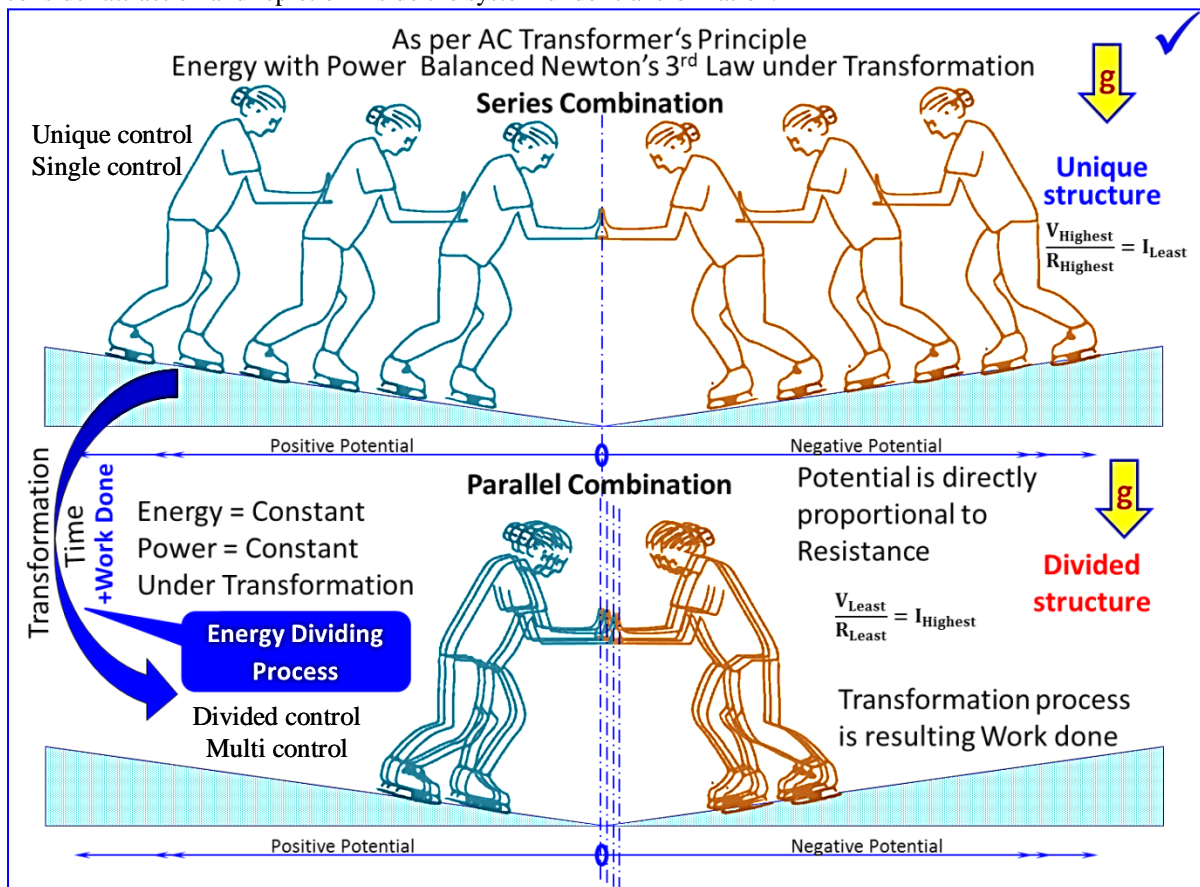 As per AC Transformer's Principle
Energy with Power Balanced Newton's 3rd Law under Transformation
Series Combination
g
Unique control
Single control
Unique
structure
V_Highest / R_Highest = I_Least
Positive Potential
0
Negative Potential
Parallel Combination
Transformation
Time
+Work Done
Energy = Constant
Power = Constant
Under Transformation
Energy Dividing
Process
Divided control
Multi control
Potential is directly
proportional to
Resistance
g
Divided
structure
V_Least / R_Least = I_Highest
Transformation process
is resulting Work done
Positive Potential
0
Negative Potential